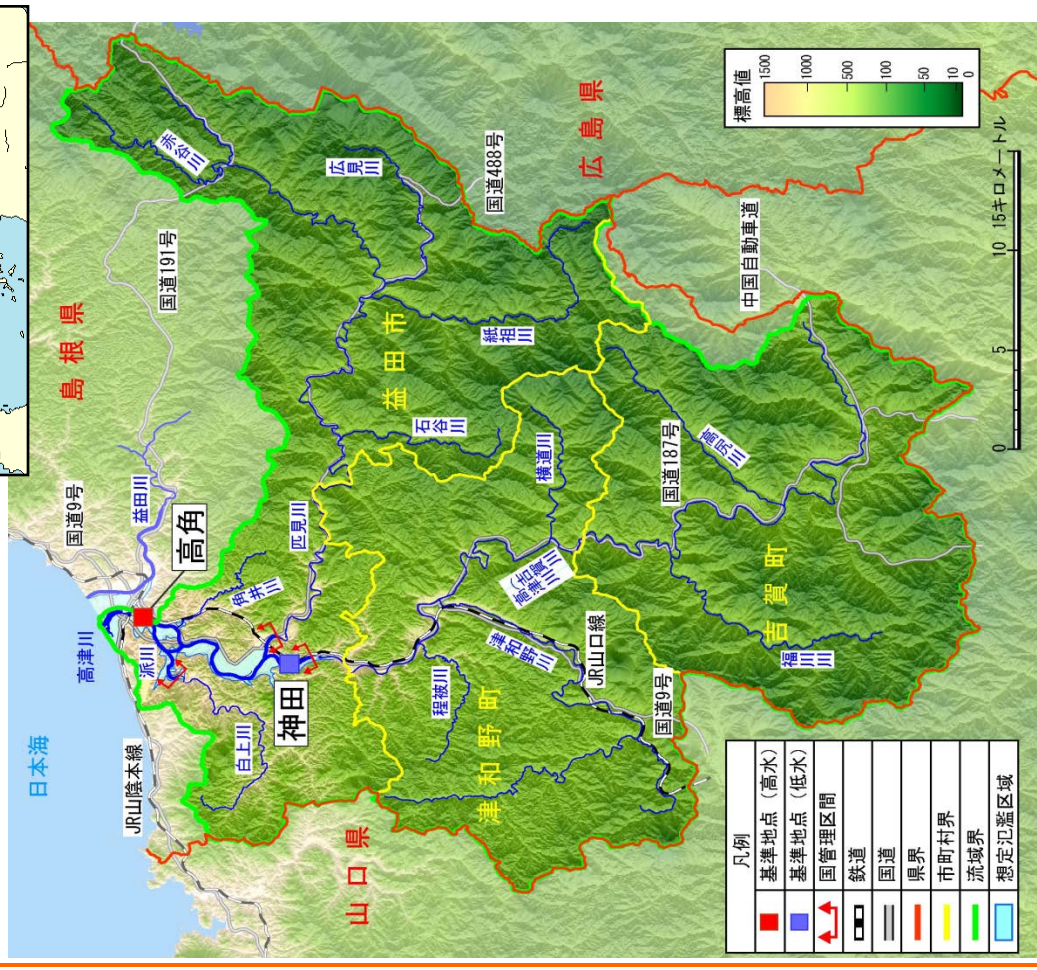 日本海
島根県
広島県
山口県
国道9号
国道191号
国道488号
国道187号
国道9号
中国自動車道
JR山陰本線
JR山口線
益田市
津和野町
吉賀町
高角
神田
高津川
派川
益田川
角井川
匹見川
白上川
赤谷川
広見川
紙祖川
石谷川
横道川
高津川
(吉賀川)
高尻川
津和野川
程彼川
福川川
標高値
1500
1000
500
100
50
10
0
0 5 10 15キロメートル
凡例
基準地点（高水）
基準地点（低水）
国管理区間
鉄道
国道
県界
市町村界
流域界
想定氾濫区域